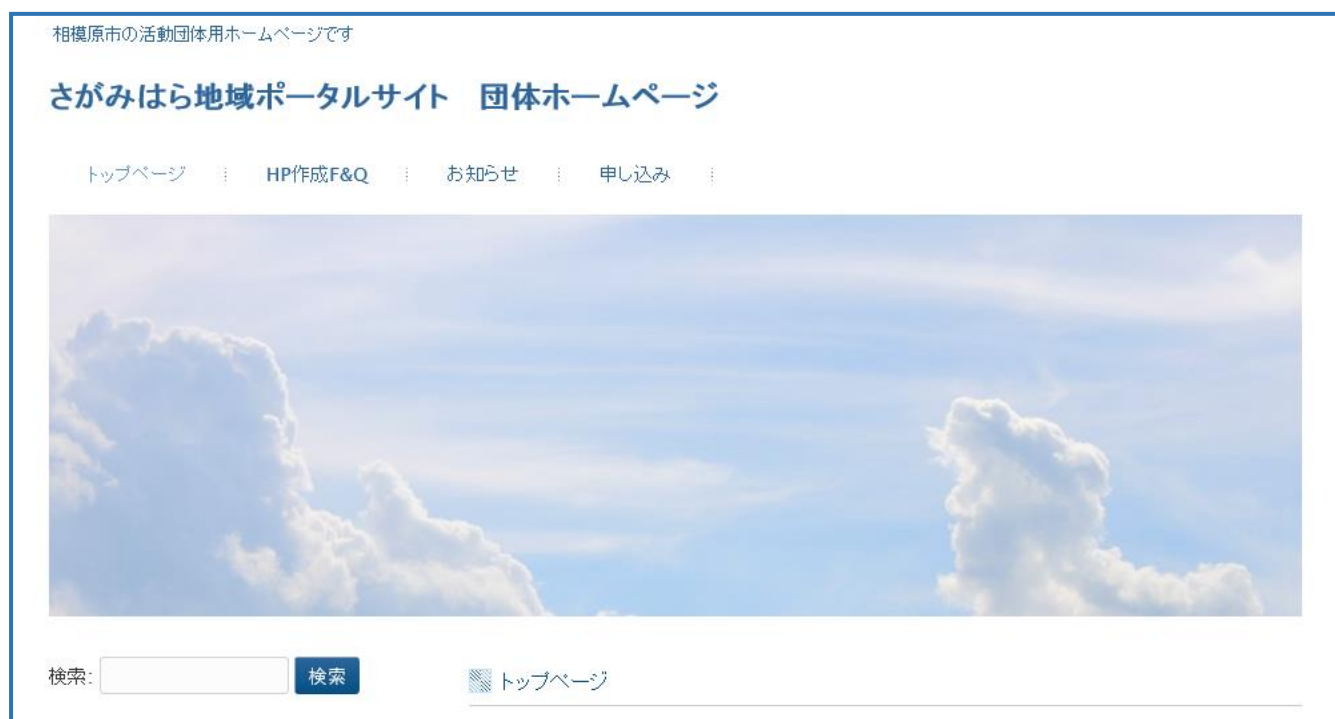 相模原市の活動団体用ホームページです
さがみはら地域ポータルサイト　団体ホームページ
トップページ HP作成F&Q お知らせ 申し込み
検索: 検索
トップページ